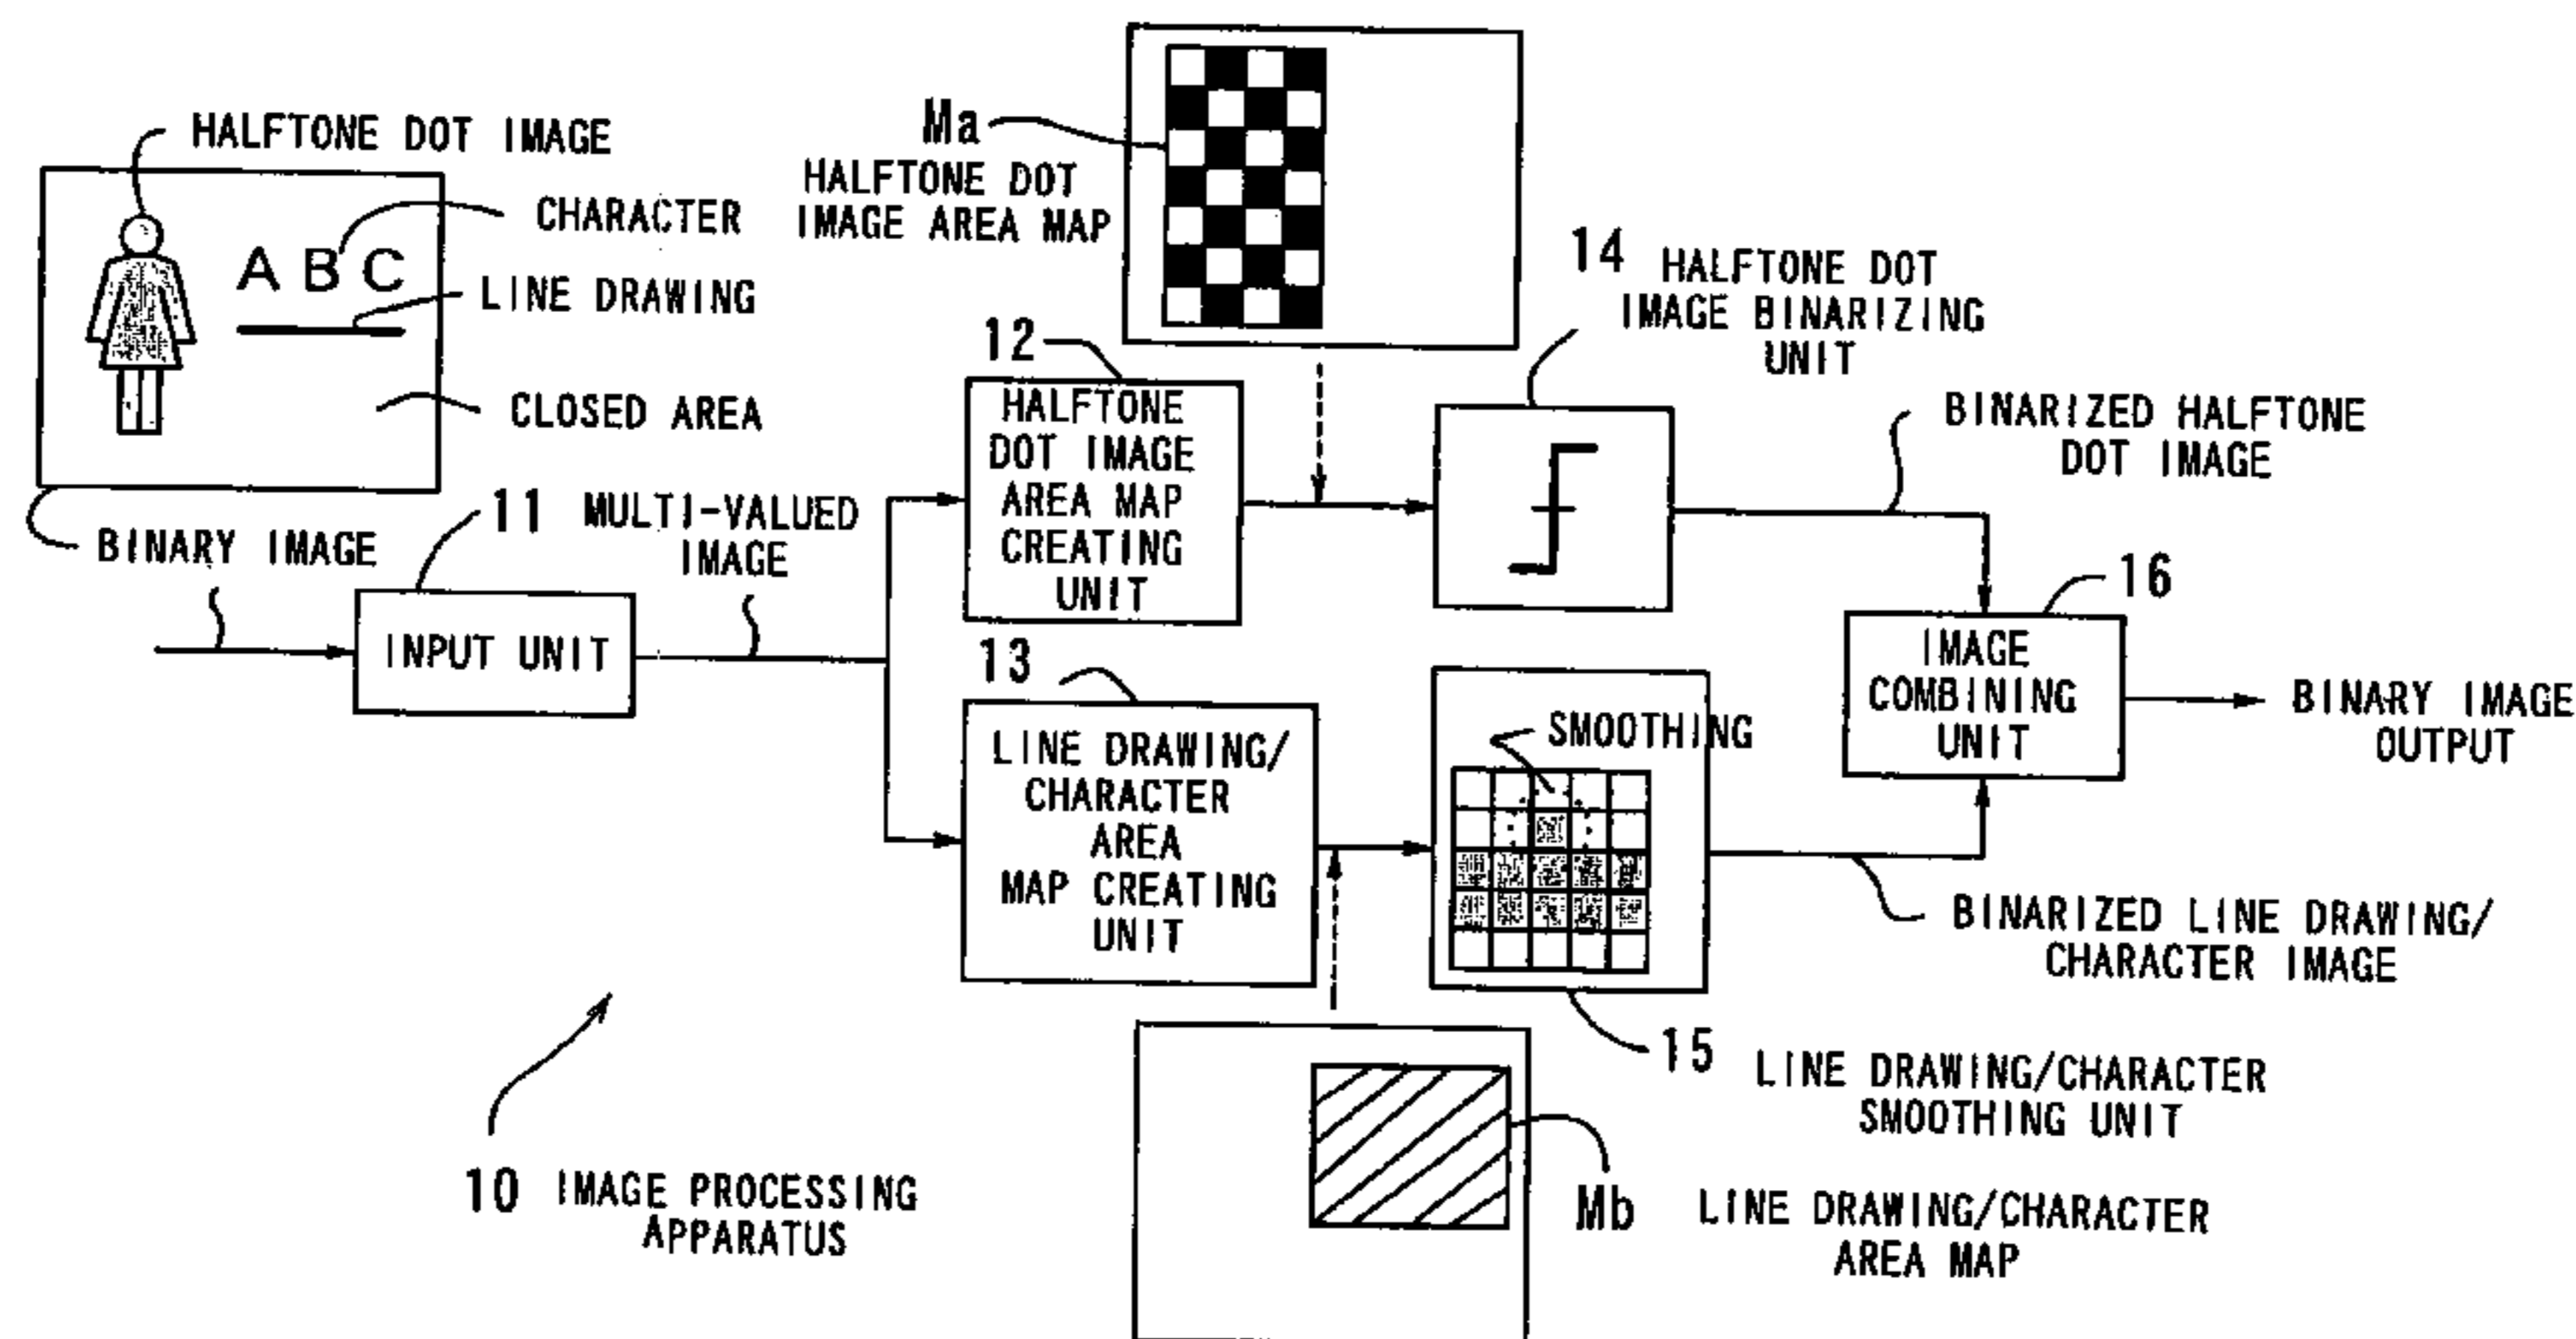 HALFTONE DOT IMAGE
CHARACTER
A B C
LINE DRAWING
CLOSED AREA
BINARY IMAGE
11
MULTI-VALUED
IMAGE
INPUT UNIT
Ma
HALFTONE DOT
IMAGE AREA MAP
12
HALFTONE
DOT IMAGE
AREA MAP
CREATING
UNIT
14
HALFTONE DOT
IMAGE BINARIZING
UNIT
BINARIZED HALFTONE
DOT IMAGE
13
LINE DRAWING/
CHARACTER
AREA
MAP CREATING
UNIT
SMOOTHING
16
IMAGE
COMBINING
UNIT
BINARY IMAGE
OUTPUT
BINARIZED LINE DRAWING/
CHARACTER IMAGE
15
LINE DRAWING/CHARACTER
SMOOTHING UNIT
Mb
LINE DRAWING/CHARACTER
AREA MAP
10
IMAGE PROCESSING
APPARATUS